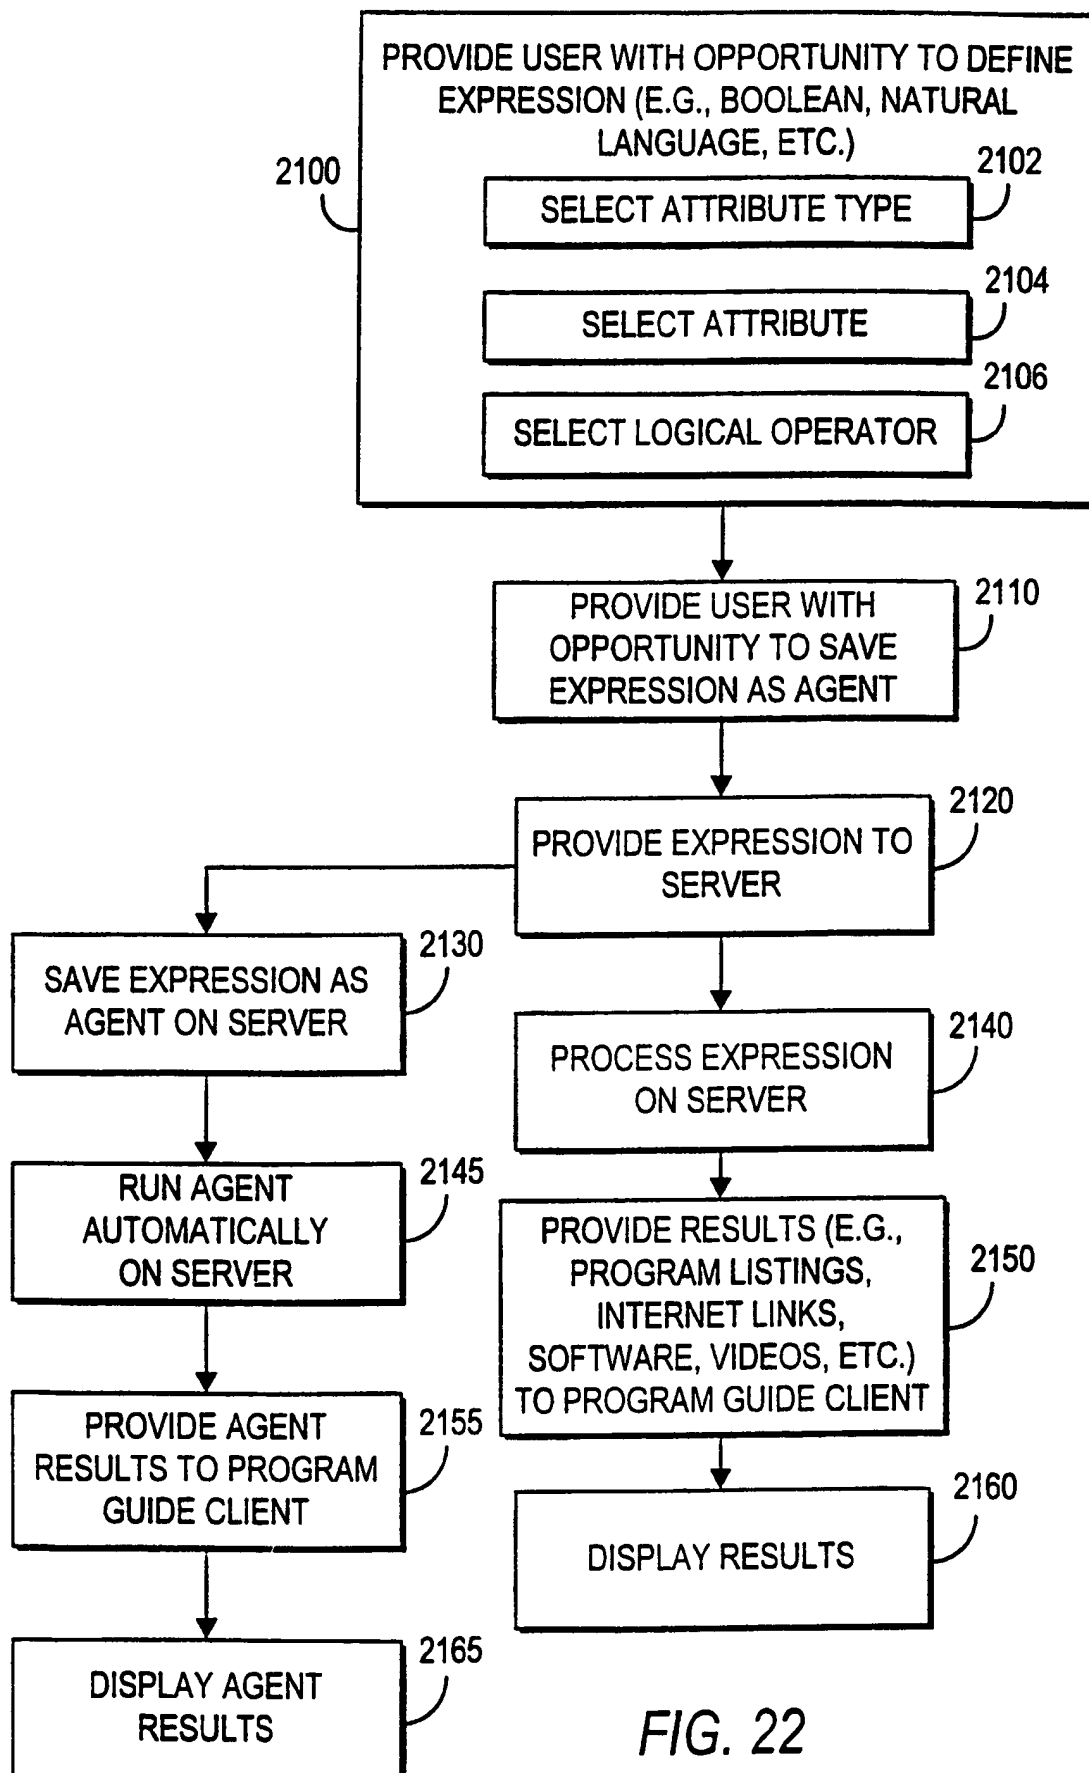 PROVIDE USER WITH OPPORTUNITY TO DEFINE
EXPRESSION (E.G., BOOLEAN, NATURAL
LANGUAGE, ETC.)
2100
2102
SELECT ATTRIBUTE TYPE
2104
SELECT ATTRIBUTE
2106
SELECT LOGICAL OPERATOR
2110
PROVIDE USER WITH
OPPORTUNITY TO SAVE
EXPRESSION AS AGENT
2120
PROVIDE EXPRESSION TO
SERVER
2130
SAVE EXPRESSION AS
AGENT ON SERVER
2140
PROCESS EXPRESSION
ON SERVER
2145
RUN AGENT
AUTOMATICALLY
ON SERVER
2150
PROVIDE RESULTS (E.G.,
PROGRAM LISTINGS,
INTERNET LINKS,
SOFTWARE, VIDEOS, ETC.)
TO PROGRAM GUIDE CLIENT
2155
PROVIDE AGENT
RESULTS TO PROGRAM
GUIDE CLIENT
2160
DISPLAY RESULTS
2165
DISPLAY AGENT
RESULTS
FIG. 22